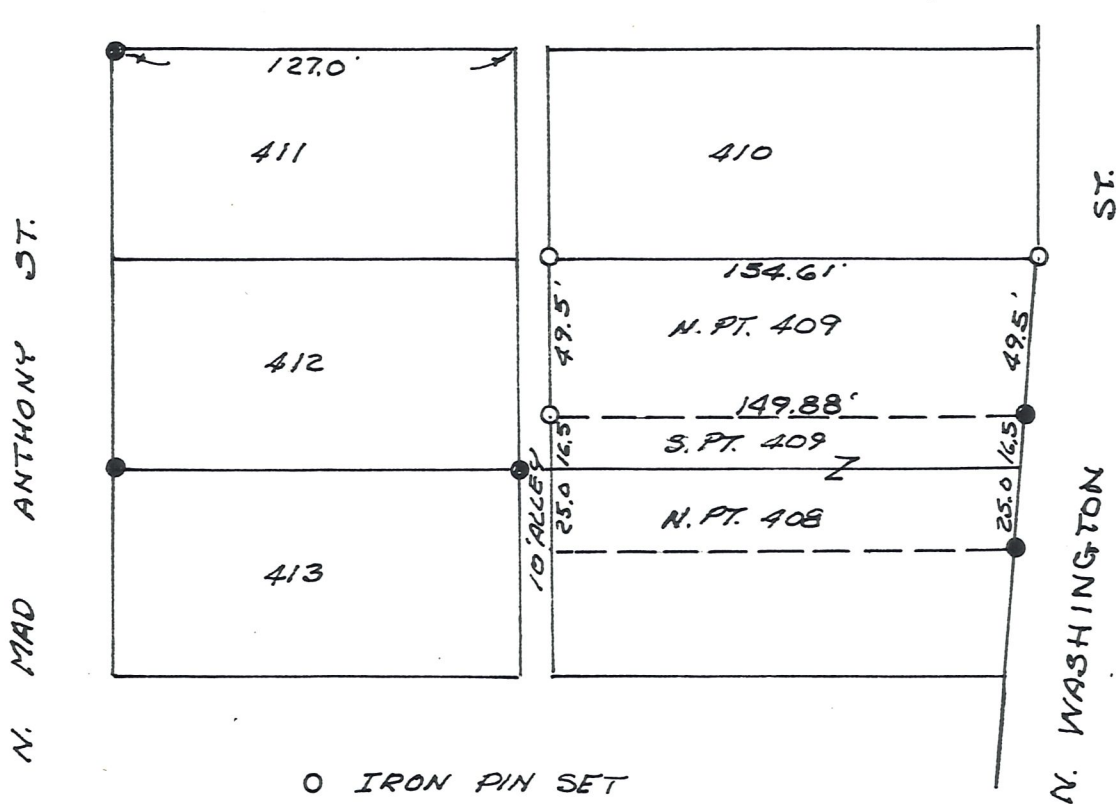 127.0'
411
410
154.61'
N. PT. 409
49.5'
49.5'
412
149.88'
S. PT. 409
16.5
16.5
Z
N. PT. 408
25.0
25.0
10' ALLEY
413
N. MAD ANTHONY ST.
N. WASHINGTON ST.
O IRON PIN SET